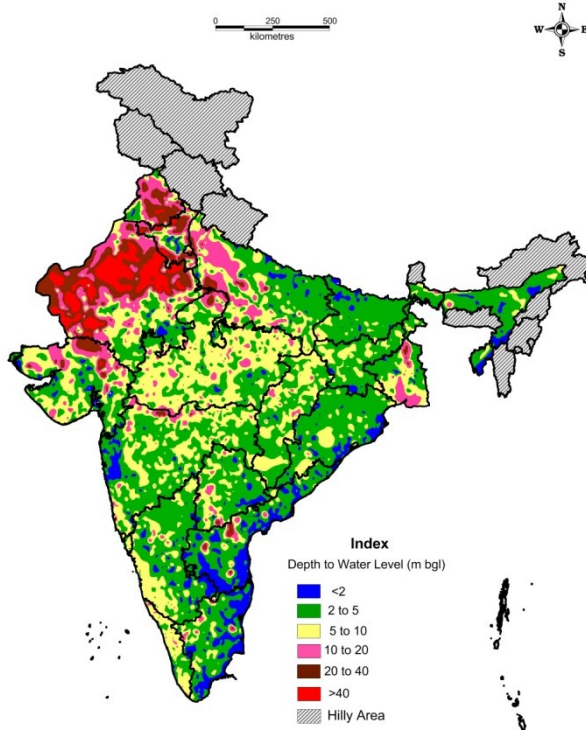 0 250 500
kilometres
N
W E
S
Index
Depth to Water Level (m bgl)
<2
2 to 5
5 to 10
10 to 20
20 to 40
>40
Hilly Area